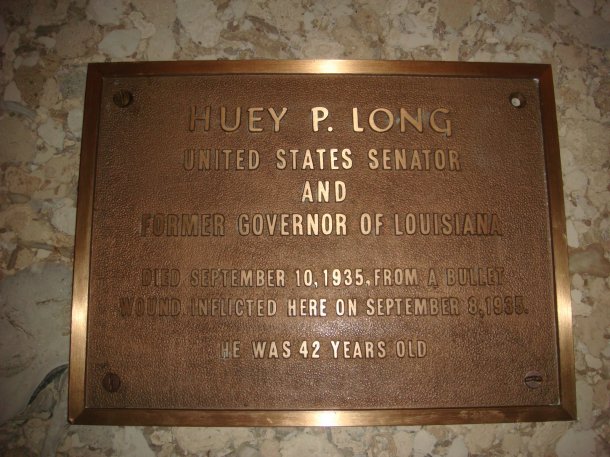 HUEY P. LONG
UNITED STATES SENATOR
AND
FORMER GOVERNOR OF LOUISIANA
DIED SEPTEMBER 10, 1935, FROM A BULLET
WOUND INFLICTED HERE ON SEPTEMBER 8, 1935.
HE WAS 42 YEARS OLD